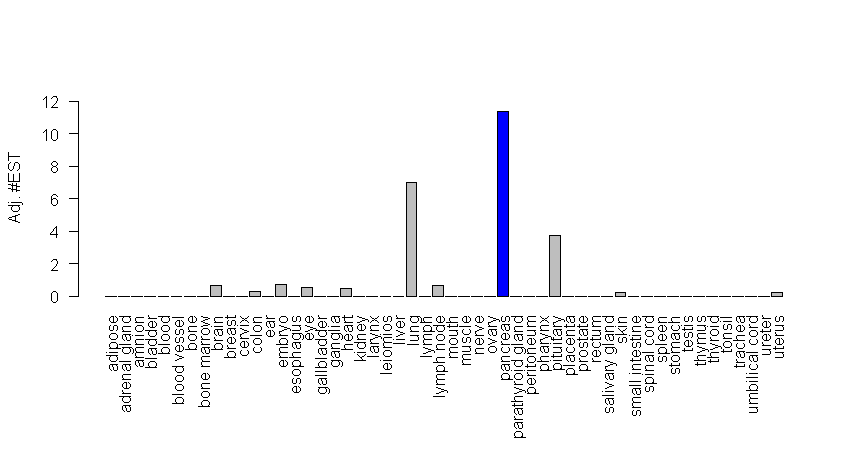 Adj. #EST
12
10
8
6
4
2
0
adipose
adrenal gland
amnion
bladder
blood
blood vessel
bone
bone marrow
brain
breast
cervix
colon
ear
embryo
esophagus
eye
gallbladder
ganglia
heart
kidney
larynx
leiomios
liver
lung
lymph
lymph node
mouth
muscle
nerve
ovary
pancreas
parathyroid gland
peritoneum
pharynx
pituitary
placenta
prostate
rectum
salivary gland
skin
small intestine
spinal cord
spleen
stomach
testis
thymus
thyroid
tonsil
trachea
umbilical cord
ureter
uterus